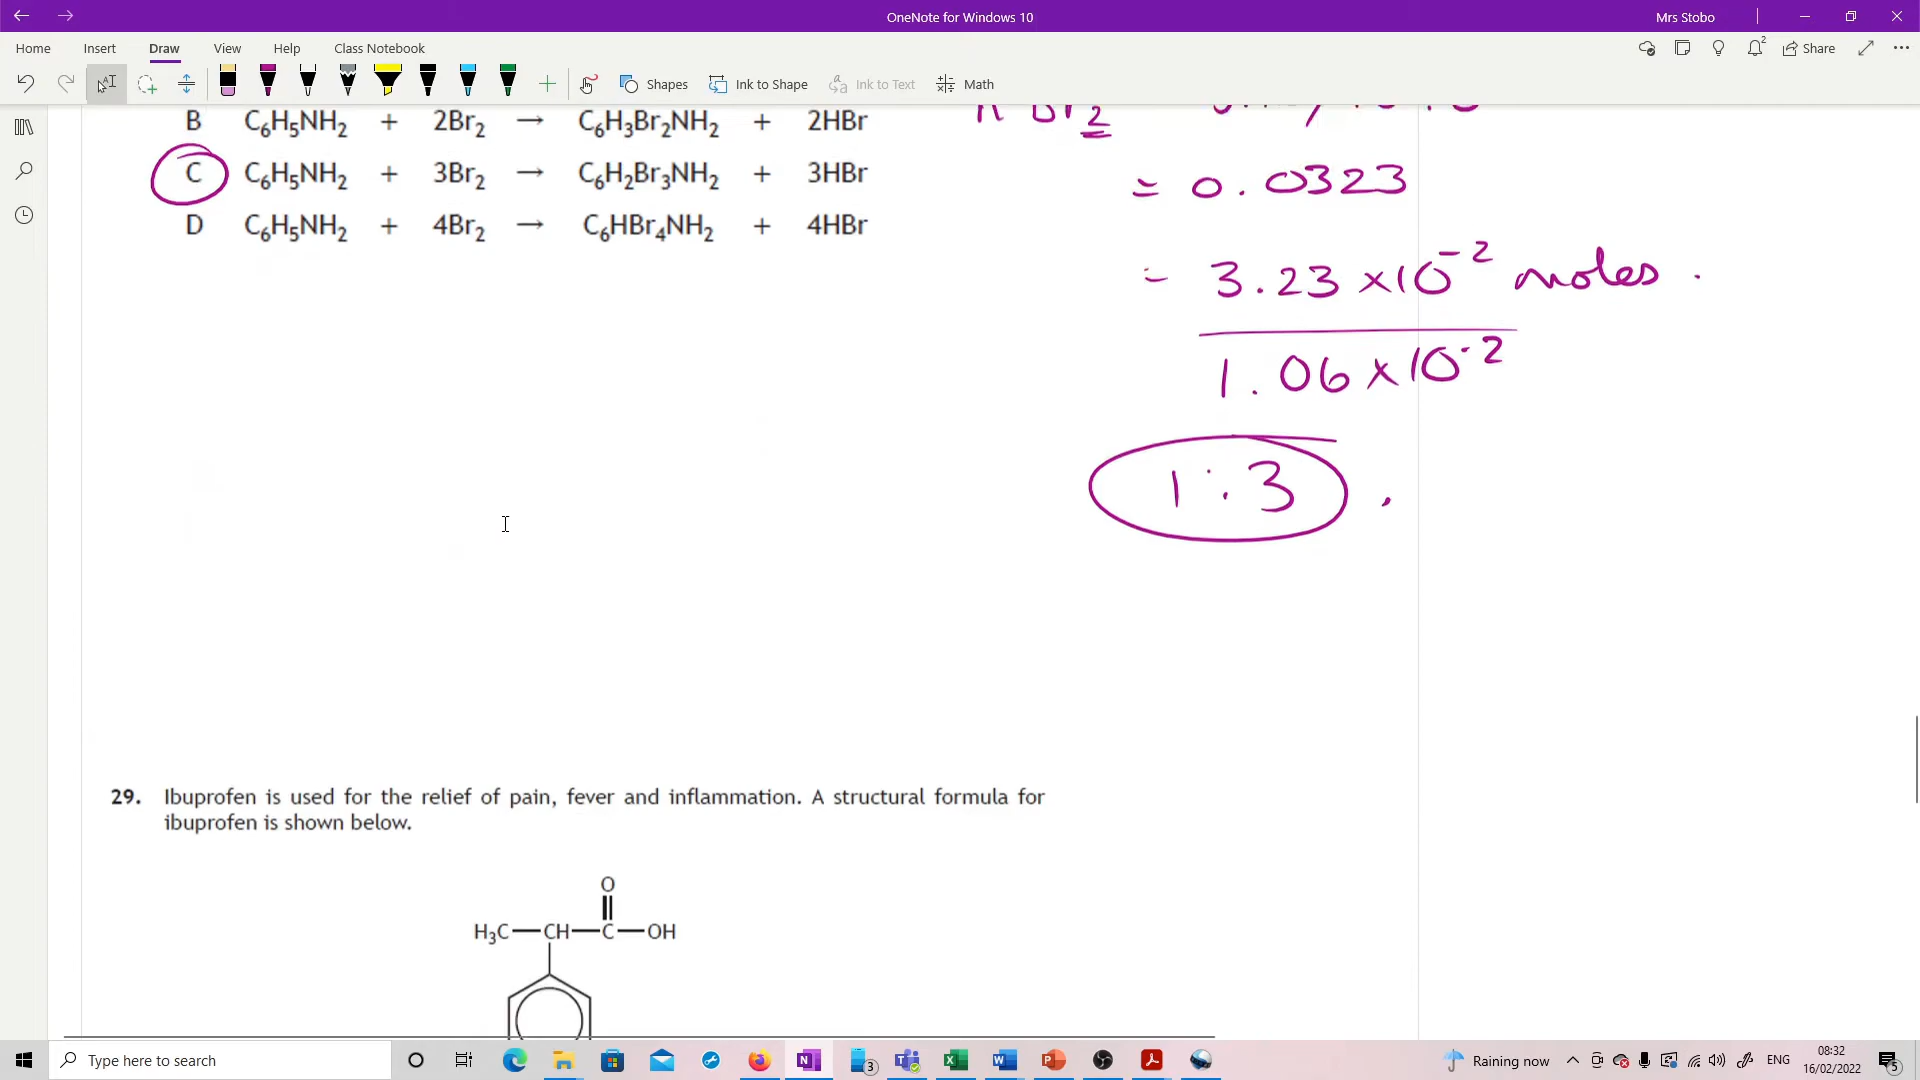 OneNote for Windows 10
Mrs Stobo
Home Insert Draw View Help Class Notebook
Share
Shapes Ink to Shape Ink to Text Math
B C₆H₅NH₂ + 2Br₂ → C₆H₃Br₂NH₂ + 2HBr
C C₆H₅NH₂ + 3Br₂ → C₆H₂Br₃NH₂ + 3HBr
D C₆H₅NH₂ + 4Br₂ → C₆HBr₄NH₂ + 4HBr
= 0.0323
= 3.23 ×10⁻² moles.
1.06 ×10⁻²
1:3.
29. Ibuprofen is used for the relief of pain, fever and inflammation. A structural formula for
ibuprofen is shown below.
O
H₃C—CH—C—OH
Type here to search
3
Raining now
ENG
08:32
16/02/2022
5